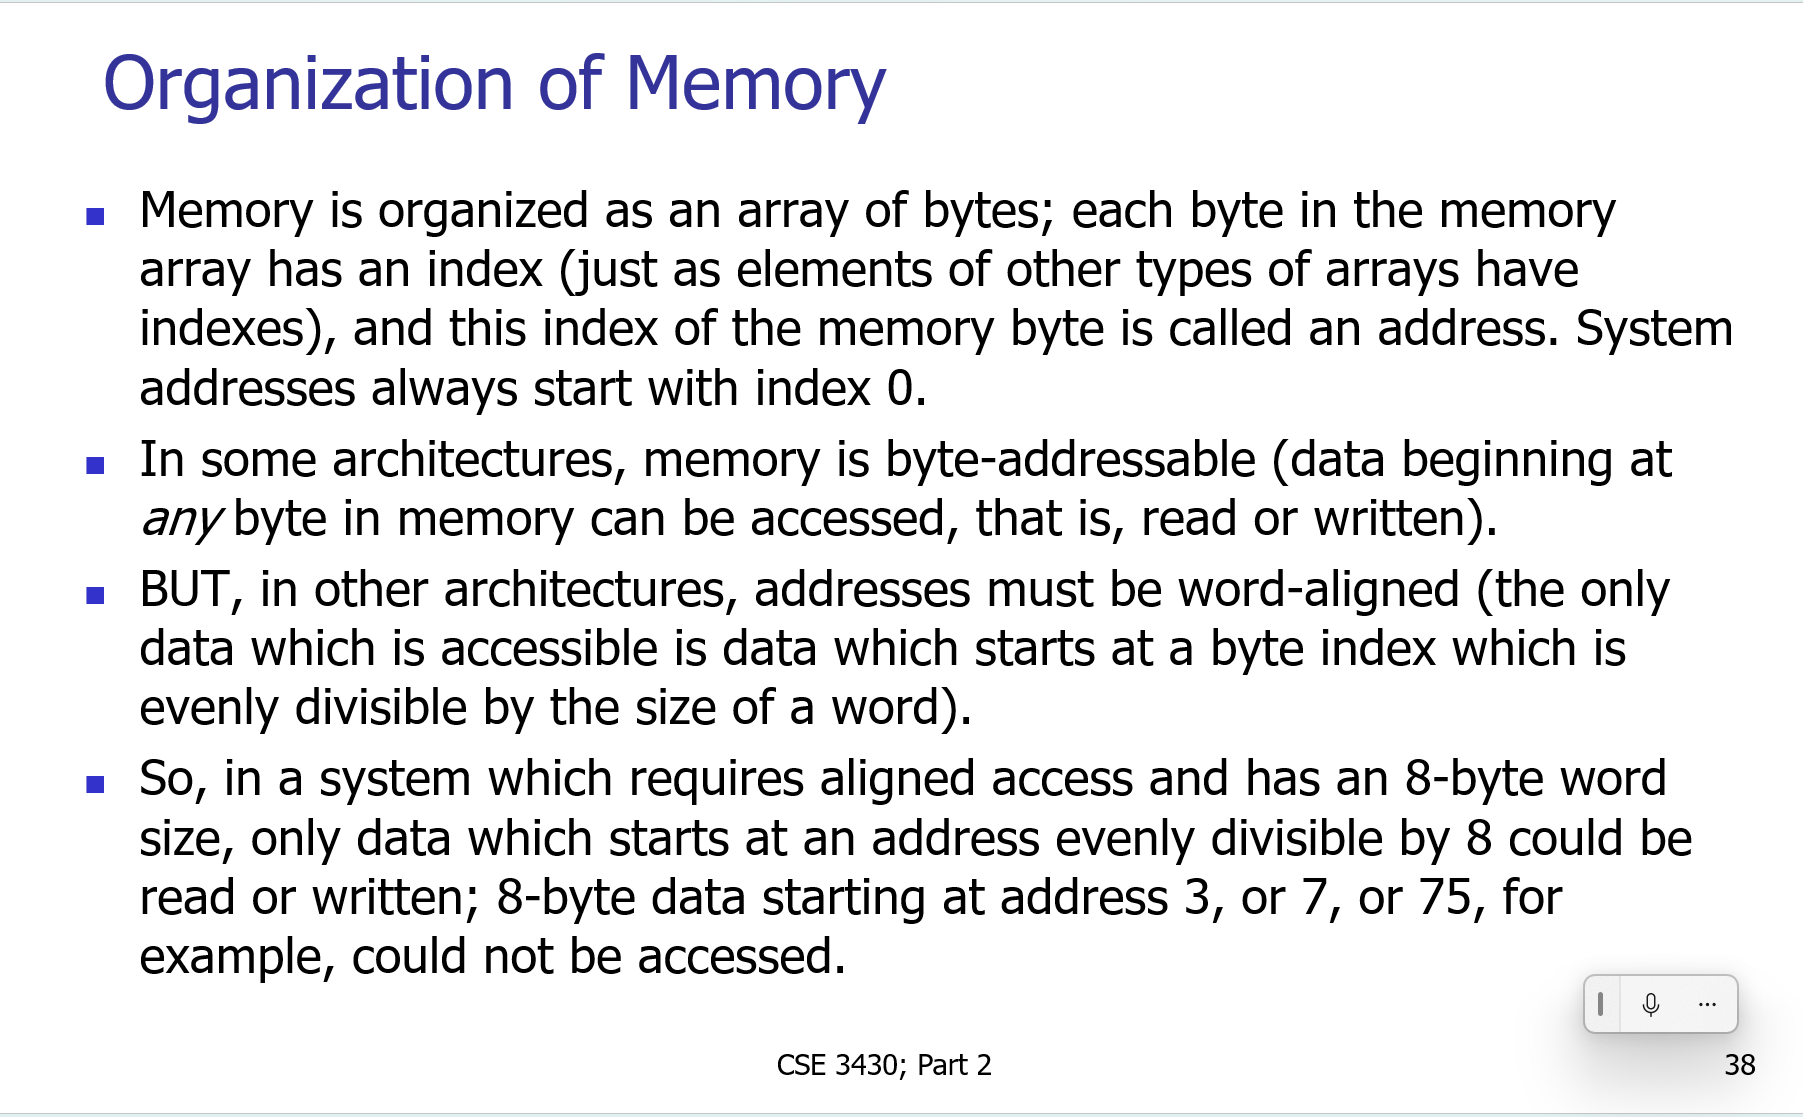 Organization of Memory
Memory is organized as an array of bytes; each byte in the memory
array has an index (just as elements of other types of arrays have
indexes), and this index of the memory byte is called an address. System
addresses always start with index 0.
In some architectures, memory is byte-addressable (data beginning at
any byte in memory can be accessed, that is, read or written).
BUT, in other architectures, addresses must be word-aligned (the only
data which is accessible is data which starts at a byte index which is
evenly divisible by the size of a word).
So, in a system which requires aligned access and has an 8-byte word
size, only data which starts at an address evenly divisible by 8 could be
read or written; 8-byte data starting at address 3, or 7, or 75, for
example, could not be accessed.
CSE 3430; Part 2
38